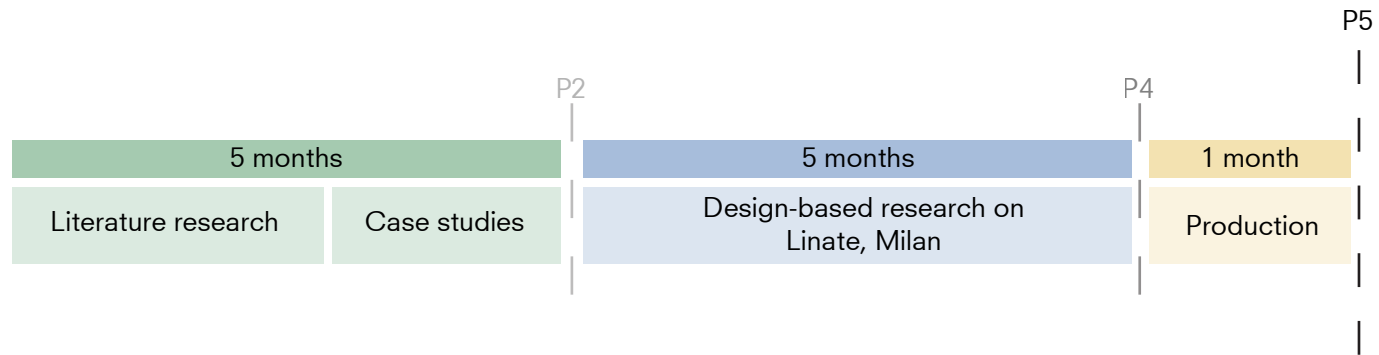 P5
P2
P4
5 months
5 months
1 month
Literature research
Case studies
Design-based research on
Linate, Milan
Production